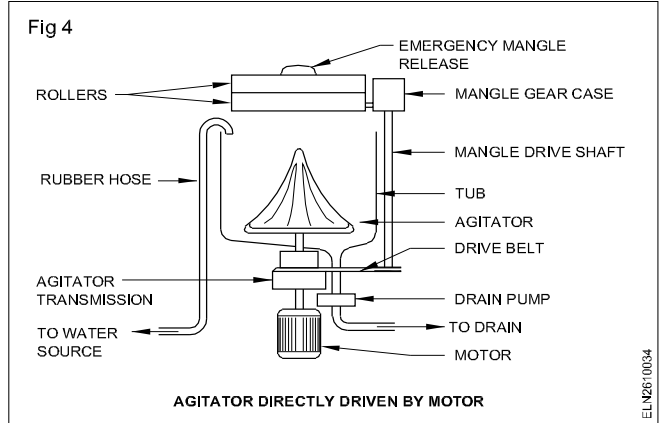 Fig 4
EMERGENCY MANGLE
RELEASE
ROLLERS
MANGLE GEAR CASE
MANGLE DRIVE SHAFT
RUBBER HOSE
TUB
AGITATOR
DRIVE BELT
AGITATOR
TRANSMISSION
DRAIN PUMP
TO WATER
SOURCE
TO DRAIN
MOTOR
AGITATOR DIRECTLY DRIVEN BY MOTOR
ELN2610034